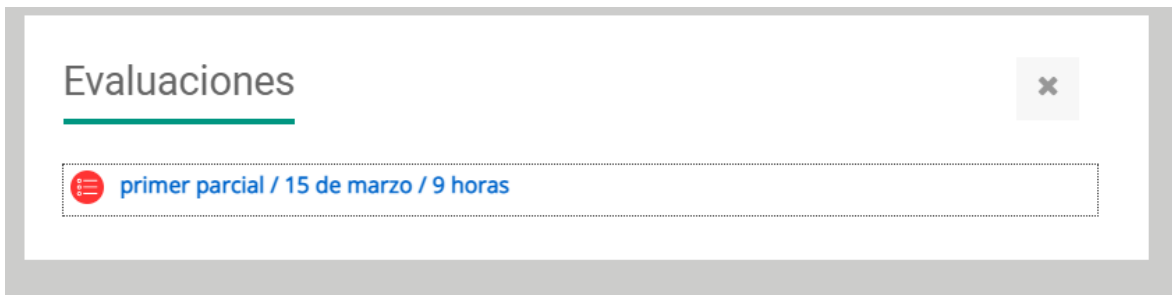 Evaluaciones
primer parcial / 15 de marzo / 9 horas